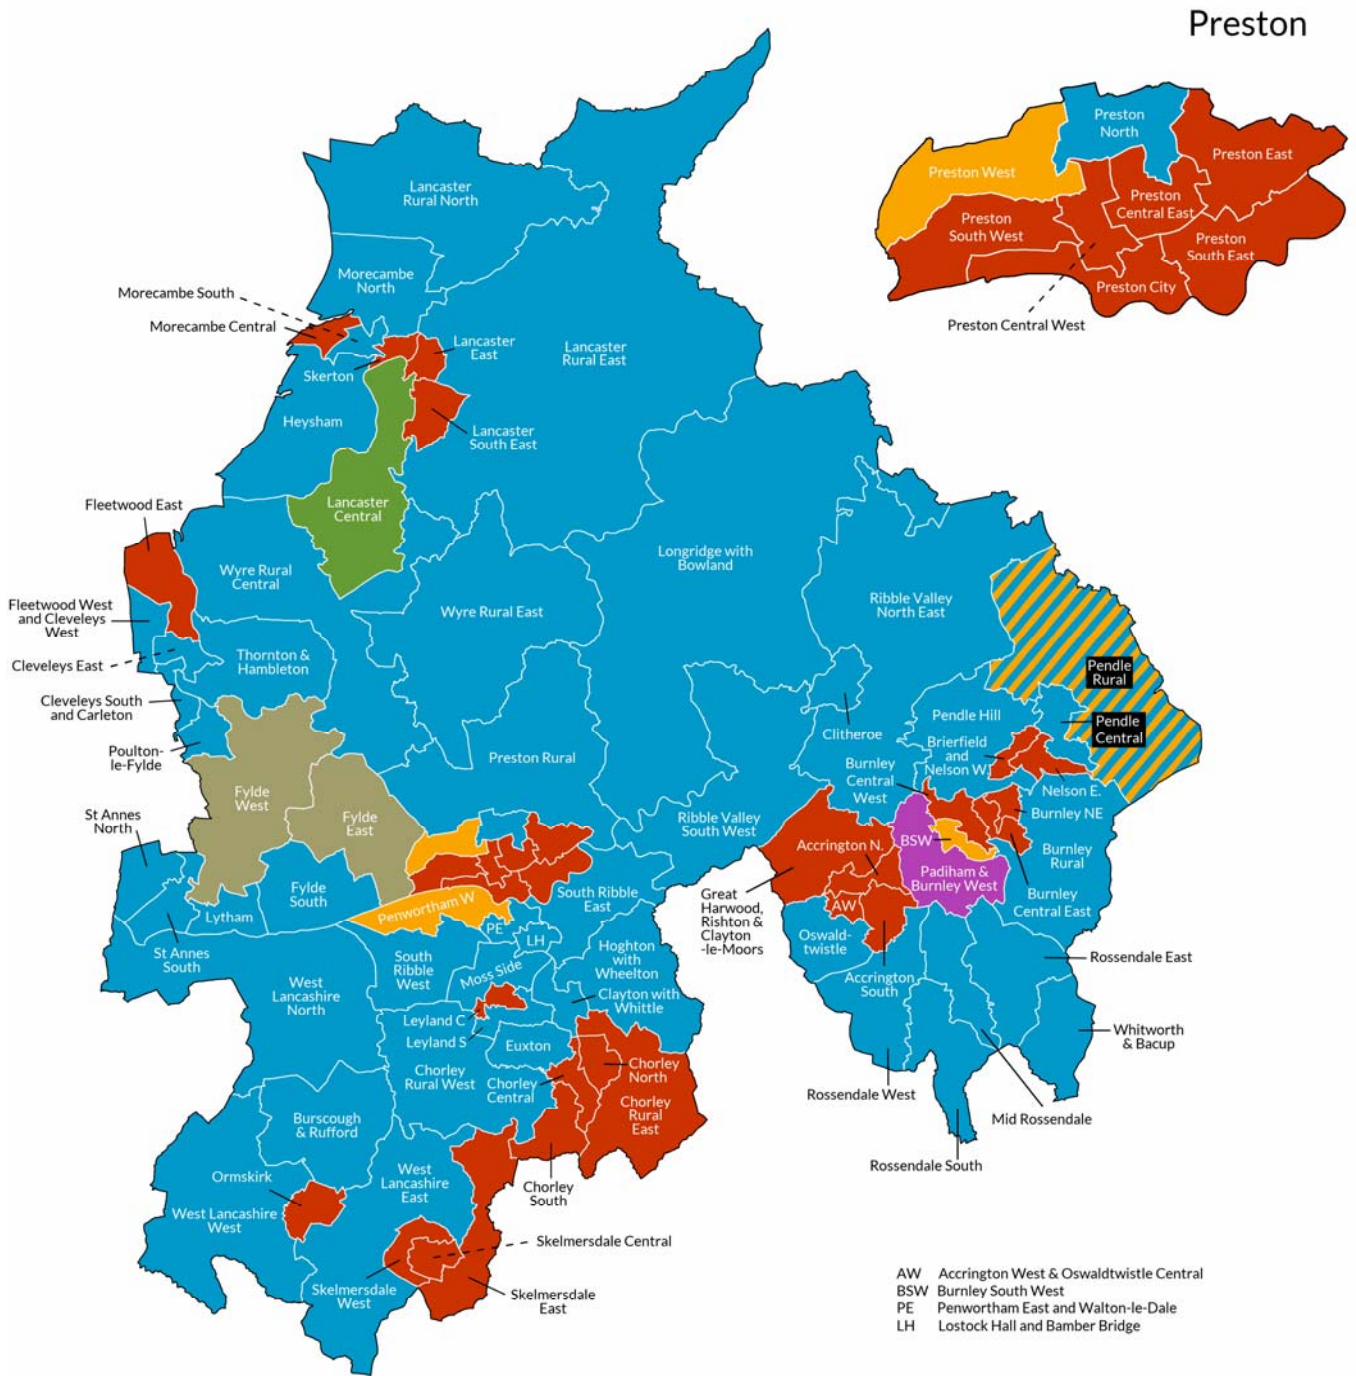 Preston
Preston
North
Preston East
Preston West
Preston
Central East
Preston
South West
Preston
South East
Preston City
Preston Central West
Lancaster
Rural North
Morecambe
North
Morecambe South
Morecambe Central
Lancaster
East
Lancaster
Rural East
Skerton
Heysham
Lancaster
South East
Lancaster
Central
Fleetwood East
Longridge with
Bowland
Wyre Rural
Central
Wyre Rural East
Ribble Valley
North East
Fleetwood West
and Cleveleys
West
Cleveleys East
Thornton &
Hambleton
Pendle
Rural
Cleveleys South
and Carleton
Pendle Hill
Pendle
Central
Clitheroe
Poulton-
le-Fylde
Preston Rural
Brierfield
and
Nelson W
Burnley
Central
West
Nelson E.
Fylde
West
St Annes
North
Fylde
East
Ribble Valley
South West
Burnley NE
Accrington N.
BSW
Burnley
Rural
Padiham &
Burnley West
Fylde
South
South Ribble
East
Great
Harwood,
Rishton &
Clayton
-le-Moors
AW
Burnley
Central East
Lytham
Penwortham W
PE
LH
Oswald-
twistle
St Annes
South
South
Ribble
West
Moss Side
Hoghton
with
Wheelton
Rossendale East
West
Lancashire
North
Accrington
South
Clayton with
Whittle
Leyland C
Leyland S
Euxton
Whitworth
& Bacup
Chorley
Rural West
Chorley
Central
Chorley
North
Rossendale West
Chorley
Rural
East
Mid Rossendale
Burscough
& Rufford
Rossendale South
Ormskirk
West
Lancashire
East
Chorley
South
West Lancashire
West
Skelmersdale Central
Skelmersdale
West
Skelmersdale
East
AW Accrington West & Oswaldtwistle Central
BSW Burnley South West
PE Penwortham East and Walton-le-Dale
LH Lostock Hall and Bamber Bridge